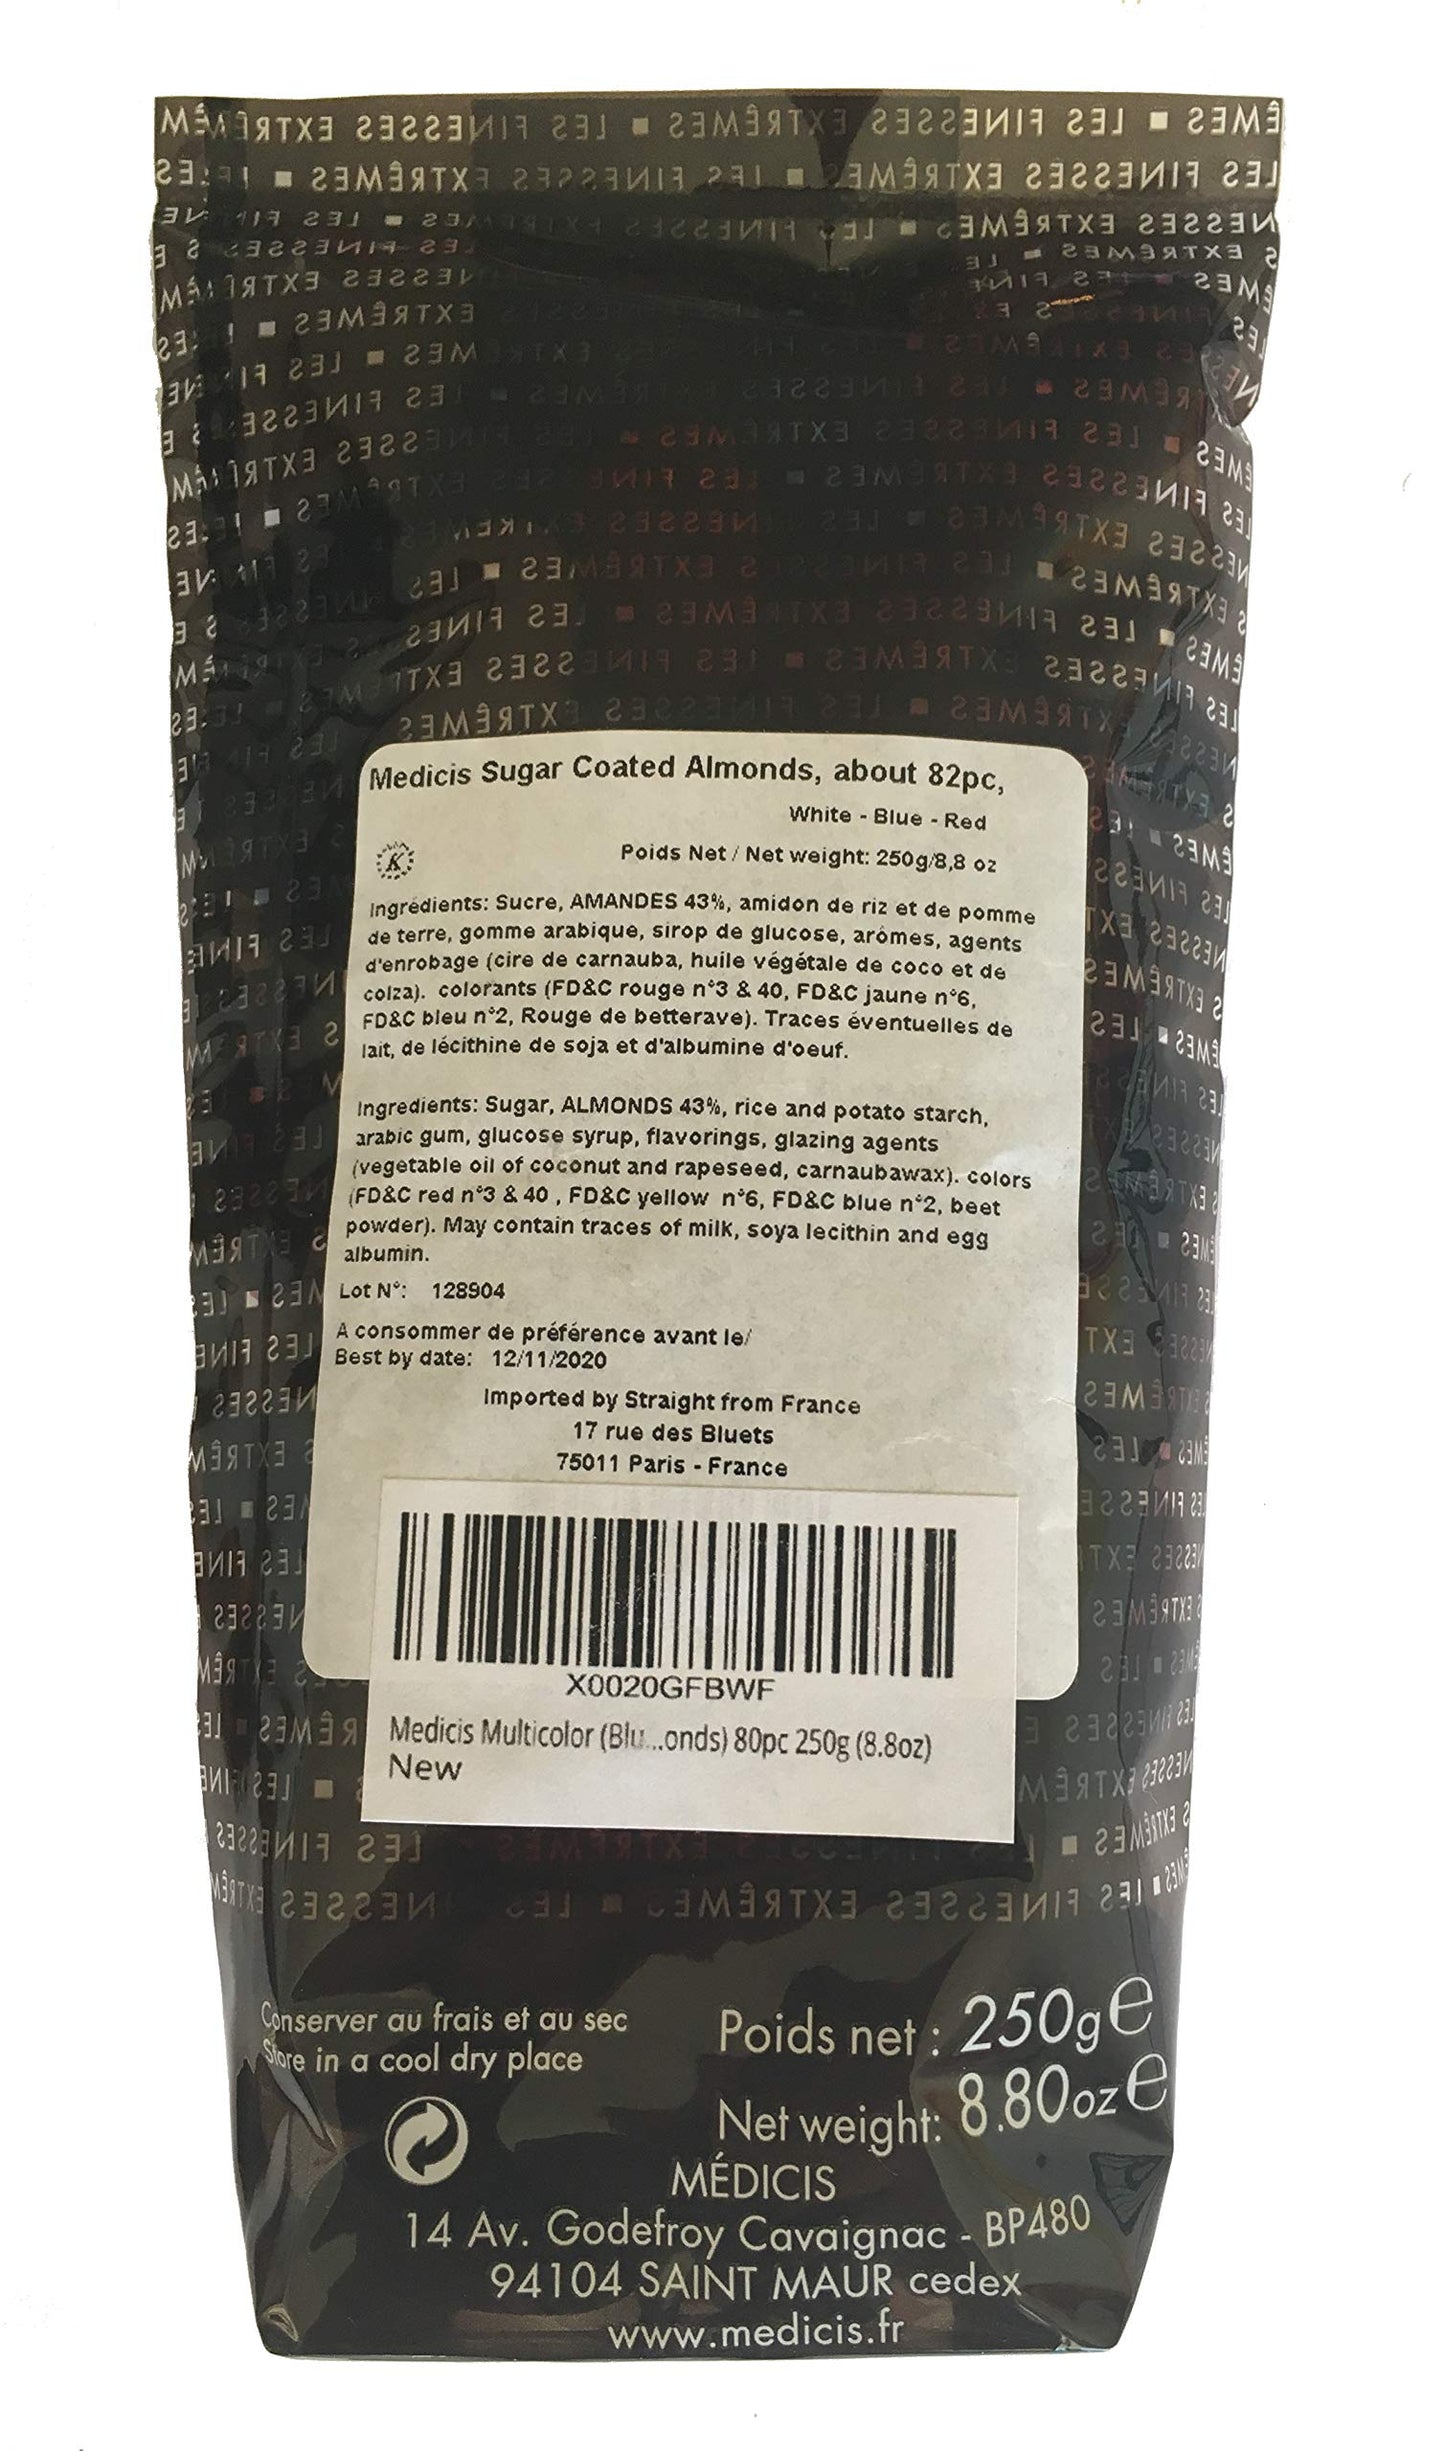 Medicis Sugar Coated Almonds, about 82pc,
White - Blue - Red
K
Poids Net / Net weight: 250g/8,8 oz
Ingrédients: Sucre, AMANDES 43%, amidon de riz et de pomme
de terre, gomme arabique, sirop de glucose, arômes, agents
d'enrobage (cire de carnauba, huile végétale de coco et de
colza). colorants (FD&C rouge n°3 & 40, FD&C jaune n°6,
FD&C bleu n°2, Rouge de betterave). Traces éventuelles de
lait, de lécithine de soja et d'albumine d'oeuf.
Ingredients: Sugar, ALMONDS 43%, rice and potato starch,
arabic gum, glucose syrup, flavorings, glazing agents
(vegetable oil of coconut and rapeseed, carnaubawax). colors
(FD&C red n°3 & 40 , FD&C yellow n°6, FD&C blue n°2, beet
powder). May contain traces of milk, soya lecithin and egg
albumin.
Lot N°: 128904
A consommer de préférence avant le/
Best by date: 12/11/2020
Imported by Straight from France
17 rue des Bluets
75011 Paris - France
X0020GFBWF
Medicis Multicolor (Blu...onds) 80pc 250g (8.8oz)
New
Conserver au frais et au sec
Store in a cool dry place
Poids net : 250g e
Net weight: 8.80oz e
MÉDICIS
14 Av. Godefroy Cavaignac - BP480
94104 SAINT MAUR cedex
www.medicis.fr